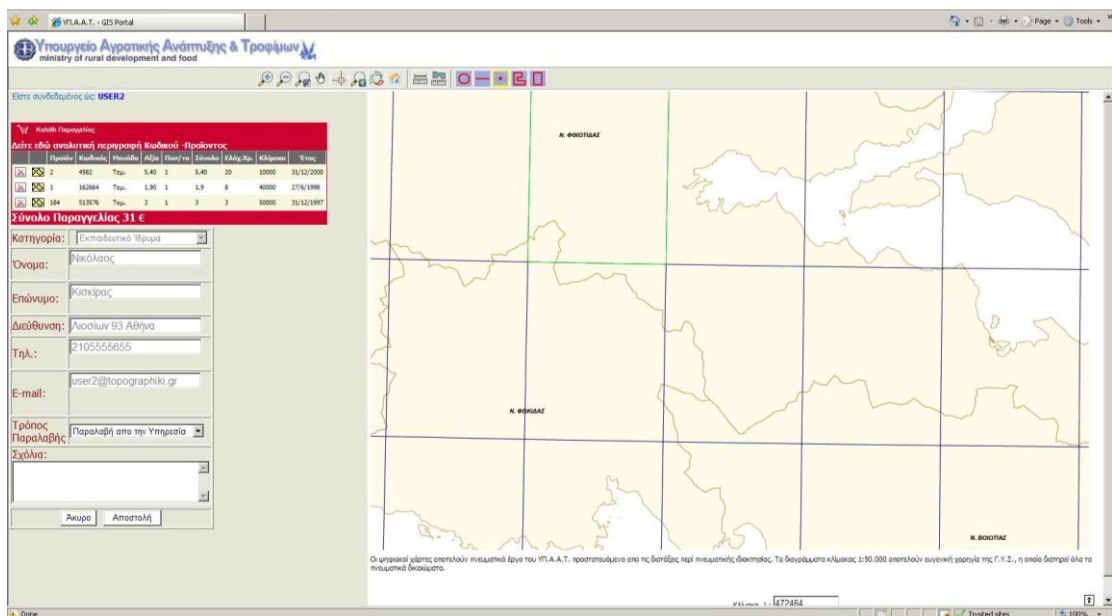 ΥΠ.Α.Α.Τ. - GIS Portal
Page
Tools
Υπουργείο Αγροτικής Ανάπτυξης & Τροφίμων
ministry of rural development and food
Είστε συνδεδεμένος ώς: USER2
Καλάθι Παραγγελίας
Δείτε εδώ αναλυτική περιγραφή Κωδικού -Προϊοντος
Προϊόν Κωδικός Μονάδα Αξία Ποσ/τα Σύνολο Ελάχ.Χρ. Κλίμακα Έτος
2 4582 Τεμ. 5.40 1 5.40 20 10000 31/12/2000
1 162664 Τεμ. 1.90 1 1.9 8 40000 27/6/1998
184 513576 Τεμ. 3 1 3 3 50000 31/12/1997
Σύνολο Παραγγελίας 31 €
Κατηγορία: Εκπαιδευτικό Ίδρυμα
Όνομα: Νικόλαος
Επώνυμο: Κισκίρας
Διεύθυνση: Λιοσίων 93 Αθήνα
Τηλ.: 2105555655
E-mail: user2@topographiki.gr
Τρόπος Παραλαβής Παραλαβή απο την Υπηρεσία
Σχόλια:
Άκυρο Αποστολή
Ν. ΦΘΙΩΤΙΔΑΣ
Ν. ΦΩΚΙΔΑΣ
Ν. ΒΟΙΩΤΙΑΣ
Οι ψηφιακοί χάρτες αποτελούν πνευματικό έργο του ΥΠ.Α.Α.Τ. προστατευόμενο απο τις διατάξεις περί πνευματικής ιδιοκτησίας. Τα διαγράμματα κλίμακας 1:50.000 αποτελούν ευγενική χορηγία της Γ.Υ.Σ., η οποία διατηρεί όλα τα
πνευματικά δικαιώματα.
Κλίμακα 1: 472464
Done
Trusted sites
100%